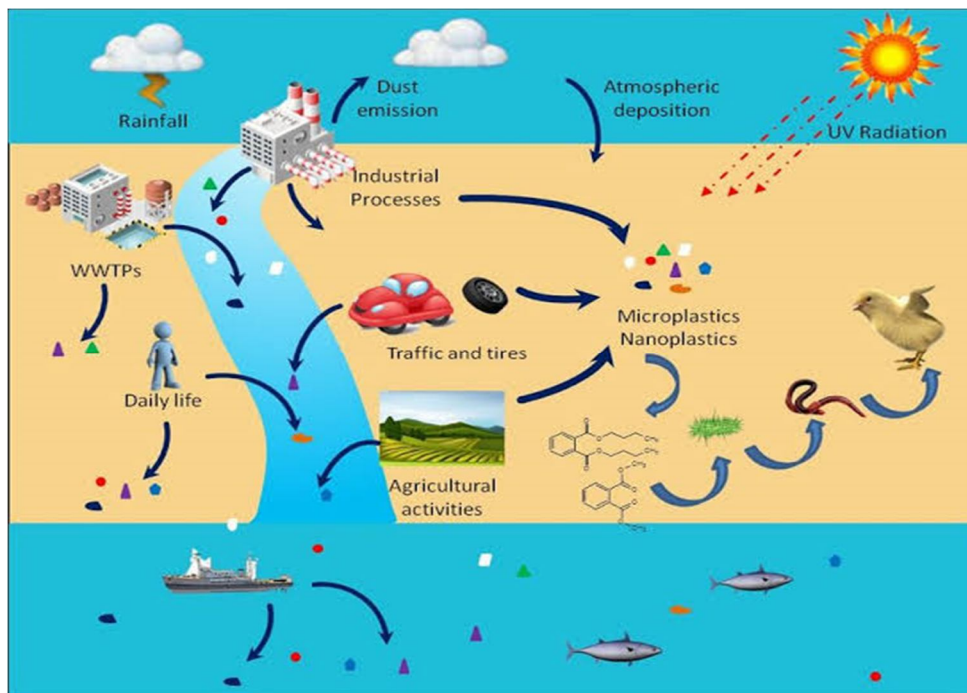 Rainfall
Dust
emission
Atmospheric
deposition
UV Radiation
Industrial
Processes
WWTPs
Microplastics
Nanoplastics
Traffic and tires
Daily life
Agricultural
activities